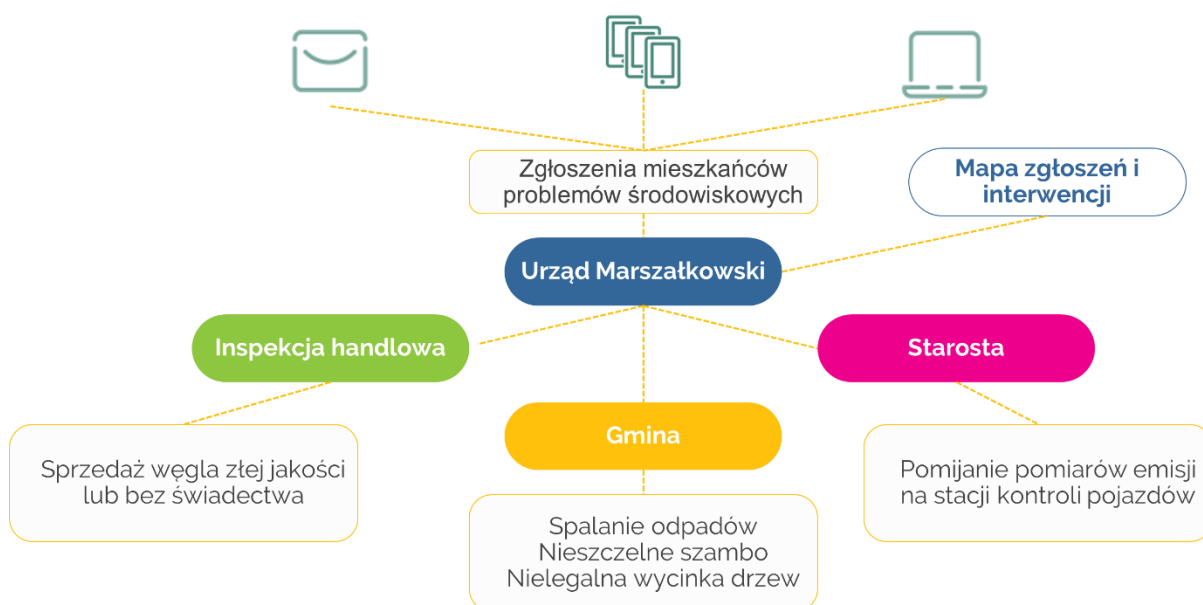 Zgłoszenia mieszkańców
problemów środowiskowych
Mapa zgłoszeń i
interwencji
Urząd Marszałkowski
Inspekcja handlowa
Starosta
Gmina
Sprzedaż węgla złej jakości
lub bez świadectwa
Pomijanie pomiarów emisji
na stacji kontroli pojazdów
Spalanie odpadów
Nieszczelne szambo
Nielegalna wycinka drzew